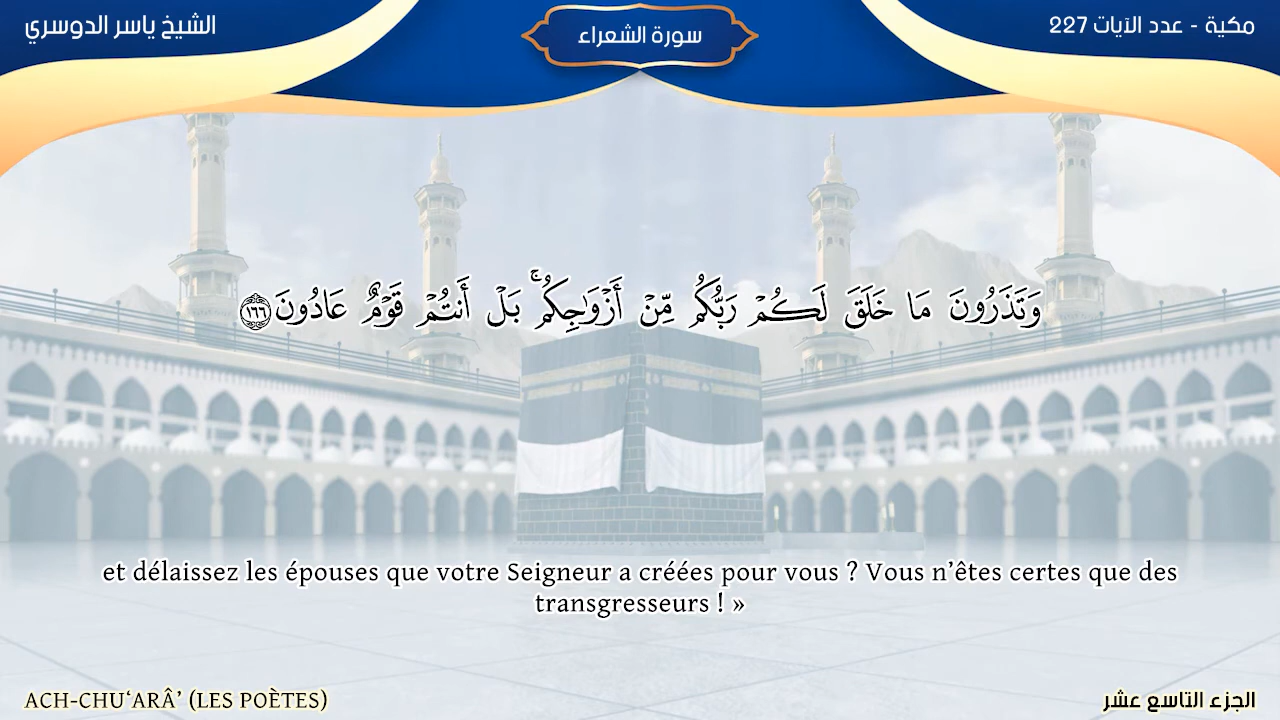 مكية - عدد الآيات 227
سورة الشعراء
الشيخ ياسر الدوسري
وَتَذَرُونَ مَا خَلَقَ لَكُمْ رَبُّكُم مِّنْ أَزْوَٰجِكُم ۚ بَلْ أَنتُمْ قَوْمٌ عَادُونَ ١٦٦
et délaissez les épouses que votre Seigneur a créées pour vous ? Vous n’êtes certes que des
transgresseurs ! »
ACH-CHU‘ARÂ’ (LES POÈTES)
الجزء التاسع عشر